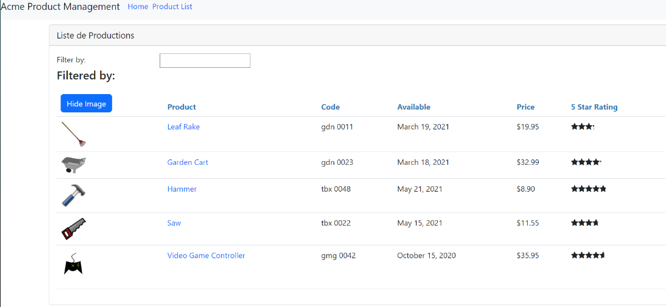 Acme Product Management Home Product List
Liste de Productions
Filter by:
Filtered by:
Hide Image Product Code Available Price 5 Star Rating
Leaf Rake gdn 0011 March 19, 2021 $19.95
Garden Cart gdn 0023 March 18, 2021 $32.99
Hammer tbx 0048 May 21, 2021 $8.90
Saw tbx 0022 May 15, 2021 $11.55
Video Game Controller gmg 0042 October 15, 2020 $35.95